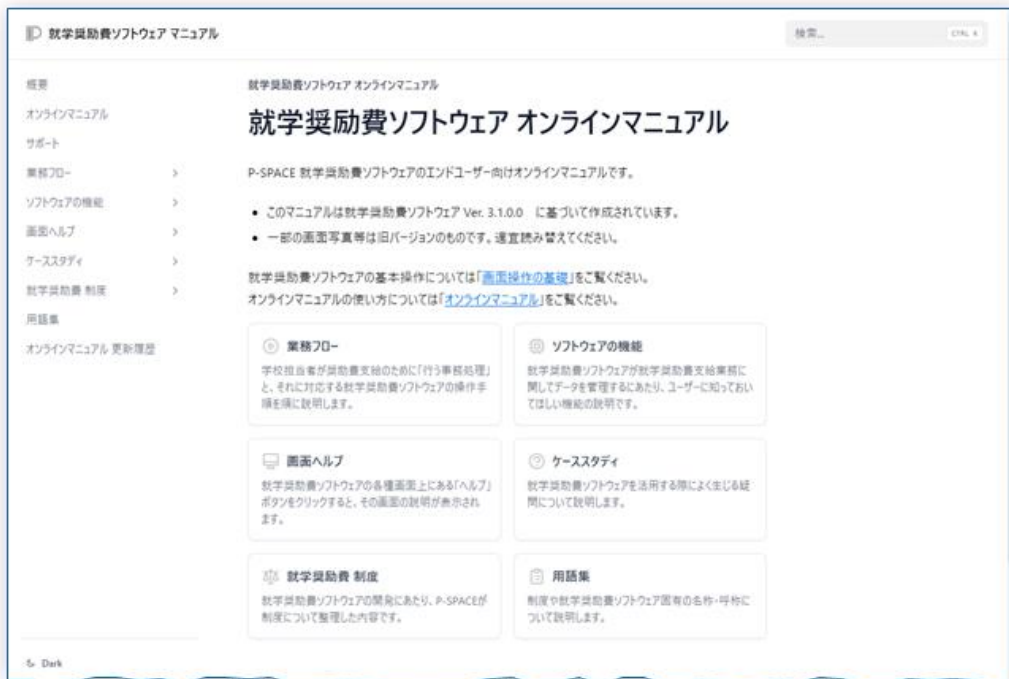 就学奨励費ソフトウェア マニュアル
検索...
CTRL K
概要
オンラインマニュアル
サポート
業務フロー
ソフトウェアの機能
画面ヘルプ
ケーススタディ
就学奨励費 制度
用語集
オンラインマニュアル 更新履歴
Dark
就学奨励費ソフトウェア オンラインマニュアル
就学奨励費ソフトウェア オンラインマニュアル
P-SPACE 就学奨励費ソフトウェアのエンドユーザー向けオンラインマニュアルです。
• このマニュアルは就学奨励費ソフトウェア Ver. 3.1.0.0 に基づいて作成されています。
• 一部の画面写真等は旧バージョンのものです。適宜読み替えてください。
就学奨励費ソフトウェアの基本操作については「画面操作の基礎」をご覧ください。
オンラインマニュアルの使い方については「オンラインマニュアル」をご覧ください。
業務フロー
学校担当者が奨励費支給のために「行う事務処理」
と、それに対応する就学奨励費ソフトウェアの操作手
順を順に説明します。
ソフトウェアの機能
就学奨励費ソフトウェアが就学奨励費支給業務に
関してデータを管理するにあたり、ユーザーに知っておい
てほしい機能の説明です。
画面ヘルプ
就学奨励費ソフトウェアの各種画面上にある「ヘルプ」
ボタンをクリックすると、その画面の説明が表示され
ます。
ケーススタディ
就学奨励費ソフトウェアを活用する際によく生じる疑
問について説明します。
就学奨励費 制度
就学奨励費ソフトウェアの開発にあたり、P-SPACEが
制度について整理した内容です。
用語集
制度や就学奨励費ソフトウェア固有の名称・呼称に
ついて説明します。